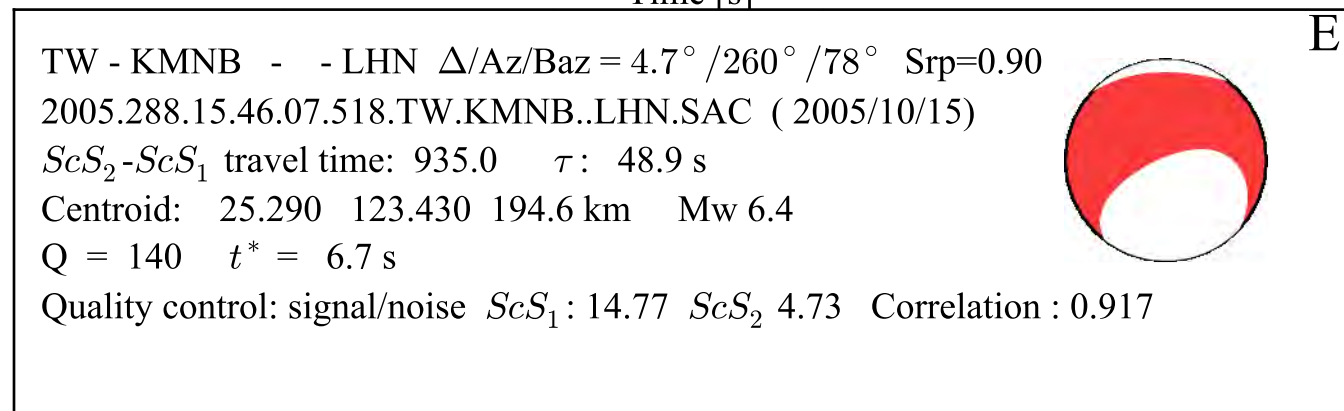 Time [s]
E
TW - KMNB - - LHN Δ/Az/Baz = 4.7° /260° /78° Srp=0.90
2005.288.15.46.07.518.TW.KMNB..LHN.SAC ( 2005/10/15)
ScS₂-ScS₁ travel time: 935.0 τ : 48.9 s
Centroid: 25.290 123.430 194.6 km Mw 6.4
Q = 140 t* = 6.7 s
Quality control: signal/noise ScS₁: 14.77 ScS₂ 4.73 Correlation : 0.917